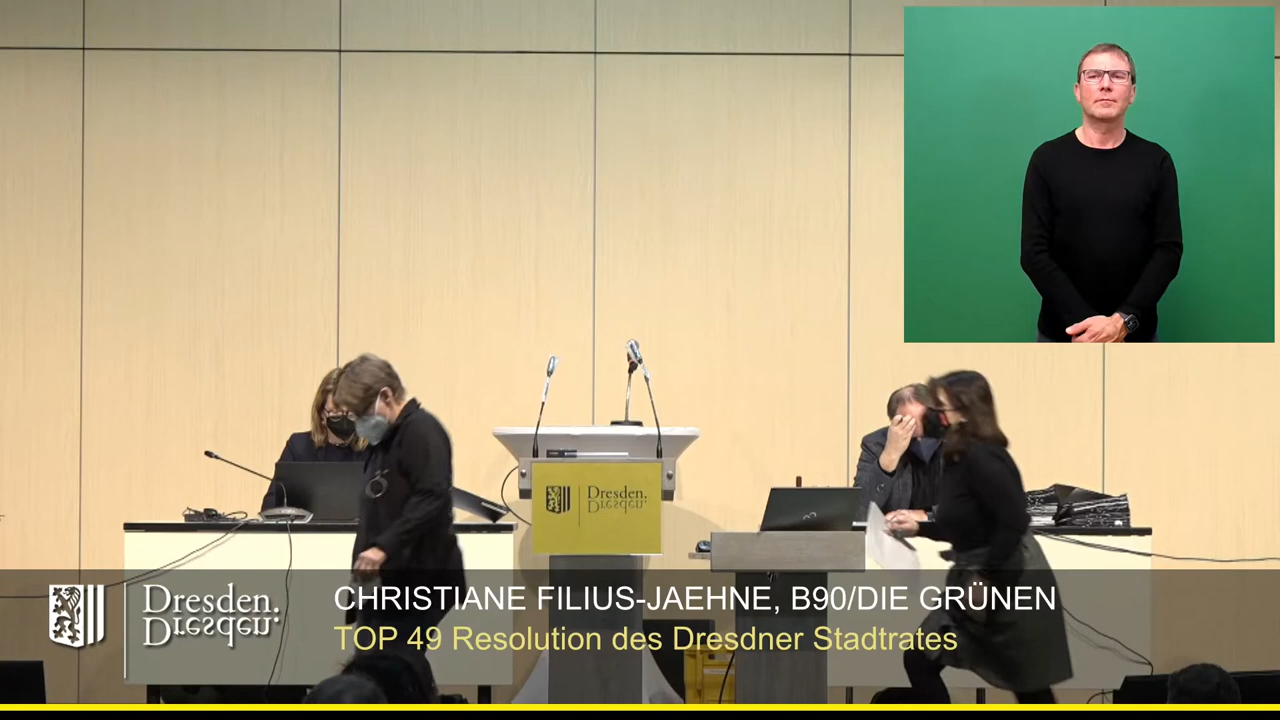 Dresden.
Dresden.
Dresden.
Dresden.
CHRISTIANE FILIUS-JAEHNE, B90/DIE GRÜNEN
TOP 49 Resolution des Dresdner Stadtrates